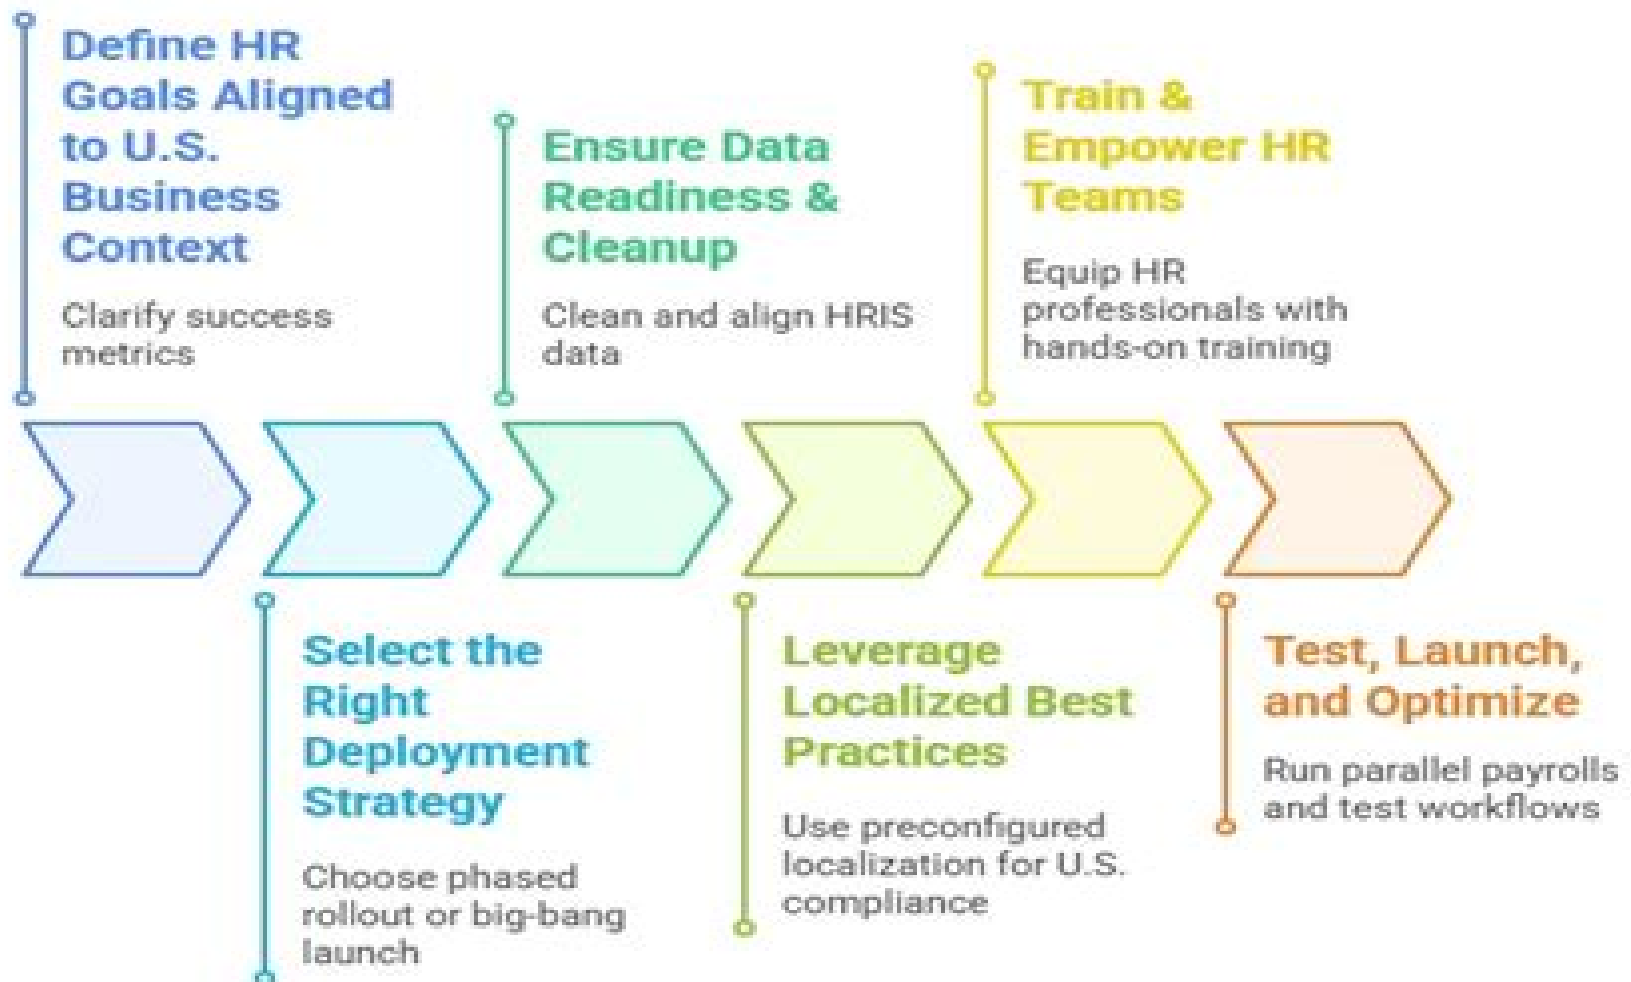 Define HR
Goals Aligned
to U.S.
Business
Context
Clarify success
metrics
Select the
Right
Deployment
Strategy
Choose phased
rollout or big-bang
launch
Ensure Data
Readiness &
Cleanup
Clean and align HRIS
data
Leverage
Localized Best
Practices
Use preconfigured
localization for U.S.
compliance
Train &
Empower HR
Teams
Equip HR
professionals with
hands-on training
Test, Launch,
and Optimize
Run parallel payrolls
and test workflows